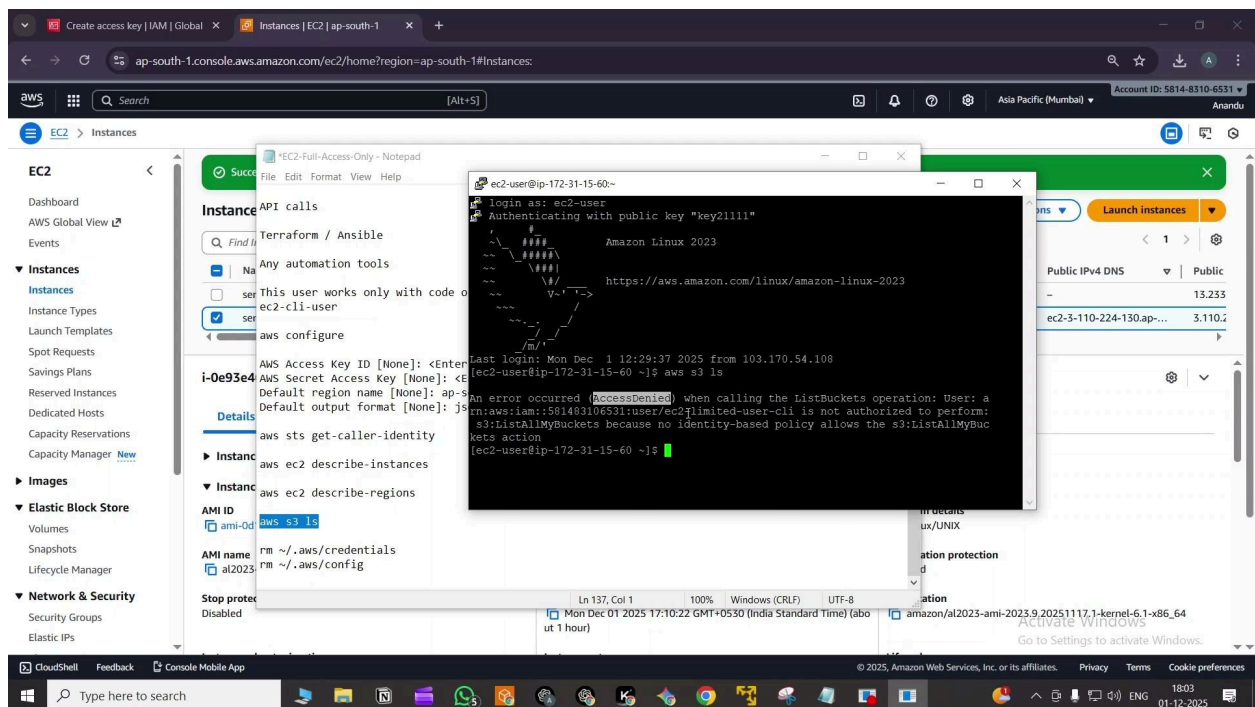 Create access key | IAM | Global
Instances | EC2 | ap-south-1
ap-south-1.console.aws.amazon.com/ec2/home?region=ap-south-1#Instances:
A
aws
Search
[Alt+S]
Asia Pacific (Mumbai)
Account ID: 5814-8310-6531
Anandu
EC2 > Instances
EC2
Dashboard
AWS Global View
Events
Instances
Instances
Instance Types
Launch Templates
Spot Requests
Savings Plans
Reserved Instances
Dedicated Hosts
Capacity Reservations
Capacity Manager New
Images
Elastic Block Store
Volumes
Snapshots
Lifecycle Manager
Network & Security
Security Groups
Elastic IPs
Launch instances
1
Public IPv4 DNS
Public
–
13.233
ec2-3-110-224-130.ap-...
3.110.2
i-0e93e4
Details
AMI ID
AMI name
al2023
Disabled
*EC2-Full-Access-Only - Notepad
File Edit Format View Help
API calls
Terraform / Ansible
Any automation tools
This user works only with code o
ec2-cli-user
aws configure
AWS Access Key ID [None]: <Enter
AWS Secret Access Key [None]: <E
Default region name [None]: ap-s
Default output format [None]: js
aws sts get-caller-identity
aws ec2 describe-instances
aws ec2 describe-regions
aws s3 ls
rm ~/.aws/credentials
rm ~/.aws/config
Ln 137, Col 1
100%
Windows (CRLF)
UTF-8
ec2-user@ip-172-31-15-60:~
login as: ec2-user
Authenticating with public key "key21111"
Amazon Linux 2023
https://aws.amazon.com/linux/amazon-linux-2023
Last login: Mon Dec 1 12:29:37 2025 from 103.170.54.108
[ec2-user@ip-172-31-15-60 ~]$ aws s3 ls
An error occurred (AccessDenied) when calling the ListBuckets operation: User: a
rn:aws:iam::581483106531:user/ec2-limited-user-cli is not authorized to perform:
s3:ListAllMyBuckets because no identity-based policy allows the s3:ListAllMyBuc
kets action
[ec2-user@ip-172-31-15-60 ~]$
Mon Dec 01 2025 17:10:22 GMT+0530 (India Standard Time) (abo
ut 1 hour)
amazon/al2023-ami-2023.9.20251117.1-kernel-6.1-x86_64
Activate Windows
Go to Settings to activate Windows.
CloudShell
Feedback
Console Mobile App
© 2025, Amazon Web Services, Inc. or its affiliates.
Privacy
Terms
Cookie preferences
Type here to search
ENG
18:03
01-12-2025